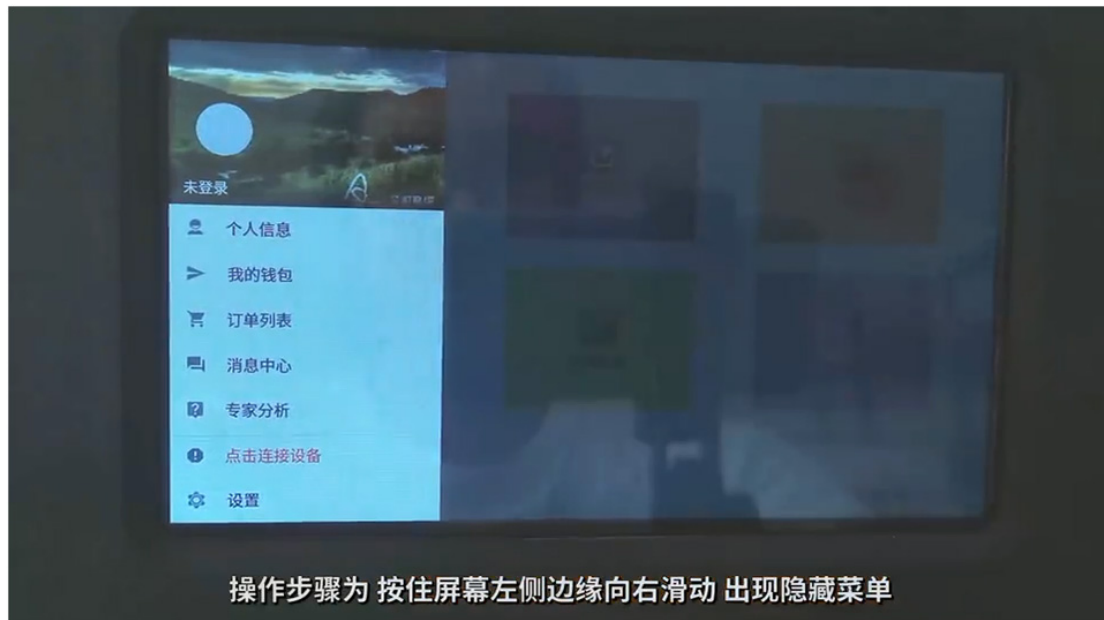 未登录
个人信息
我的钱包
订单列表
消息中心
专家分析
点击连接设备
设置
操作步骤为 按住屏幕左侧边缘向右滑动 出现隐藏菜单